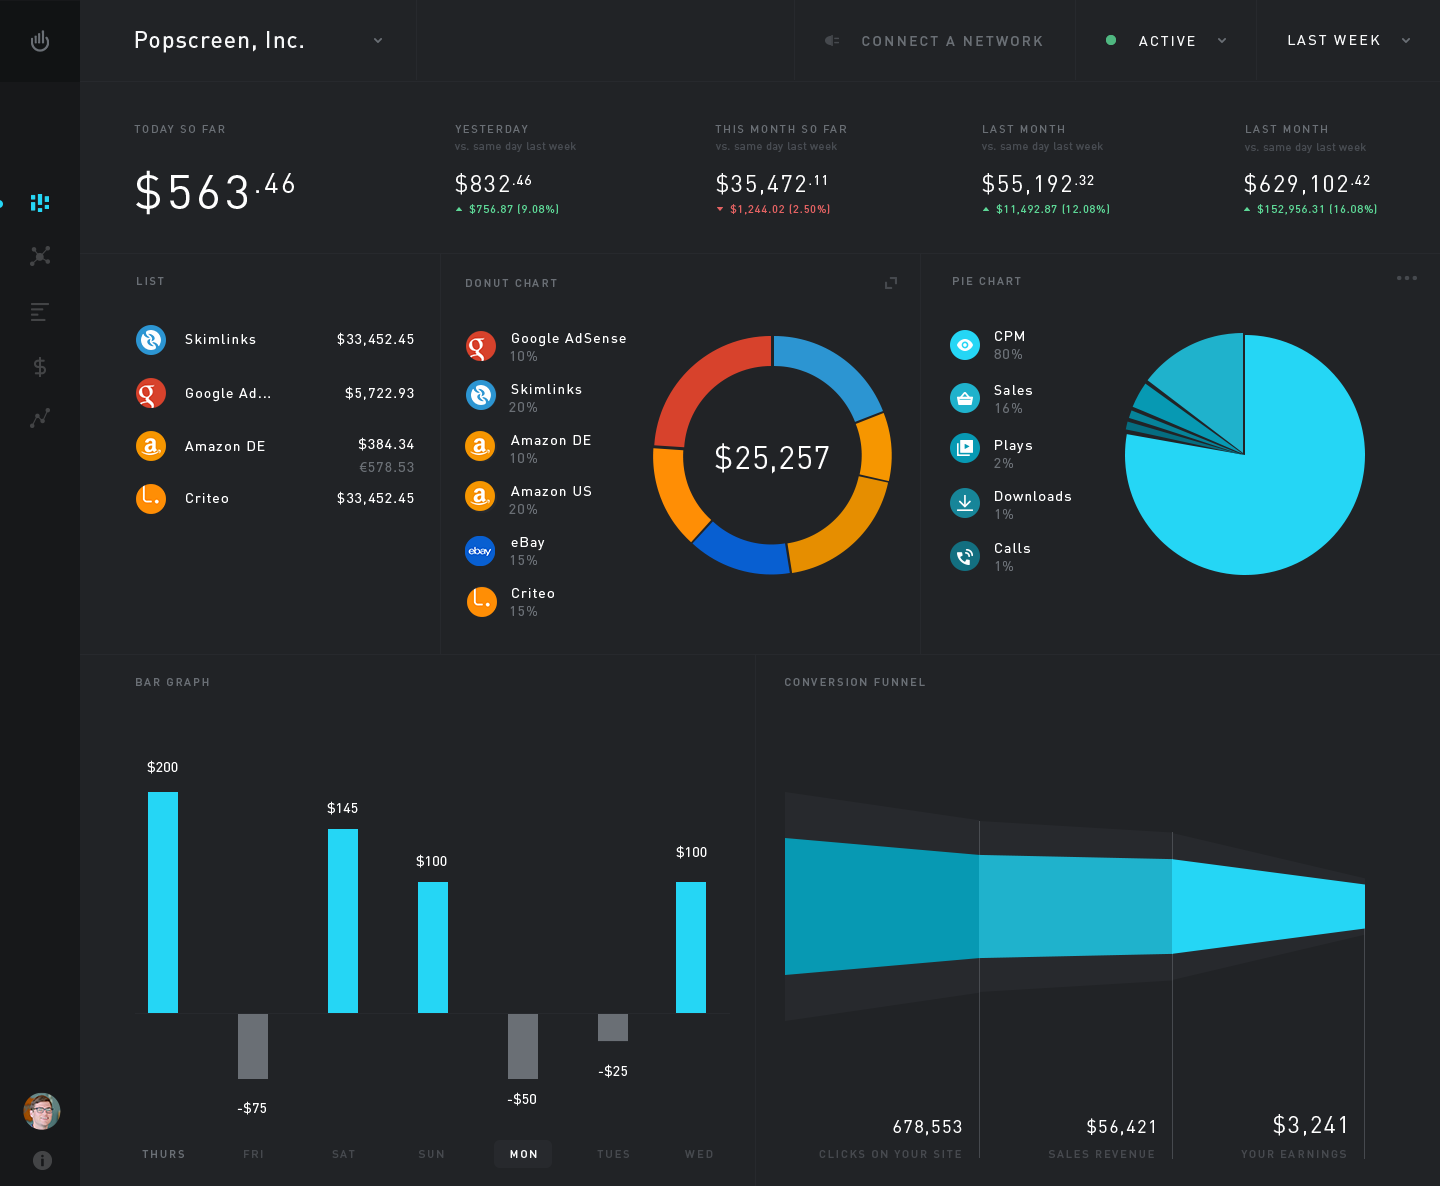 Popscreen, Inc.
CONNECT A NETWORK
ACTIVE
LAST WEEK
TODAY SO FAR
$563.46
YESTERDAY
vs. same day last week
$832.46
$756.87 (9.08%)
THIS MONTH SO FAR
vs. same day last week
$35,472.11
$1,244.02 (2.50%)
LAST MONTH
vs. same day last week
$55,192.32
$11,492.87 (12.08%)
LAST MONTH
vs. same day last week
$629,102.42
$152,956.31 (16.08%)
LIST
Skimlinks $33,452.45
g
Google Ad... $5,722.93
a
Amazon DE $384.34
€578.53
Criteo $33,452.45
DONUT CHART
g
Google AdSense
10%
Skimlinks
20%
a
Amazon DE
10%
a
Amazon US
20%
ebay
eBay
15%
Criteo
15%
$25,257
PIE CHART
CPM
80%
Sales
16%
Plays
2%
Downloads
1%
Calls
1%
BAR GRAPH
$200
$145
$100
$100
-$75
-$50
-$25
THURS FRI SAT SUN MON TUES WED
CONVERSION FUNNEL
678,553
CLICKS ON YOUR SITE
$56,421
SALES REVENUE
$3,241
YOUR EARNINGS